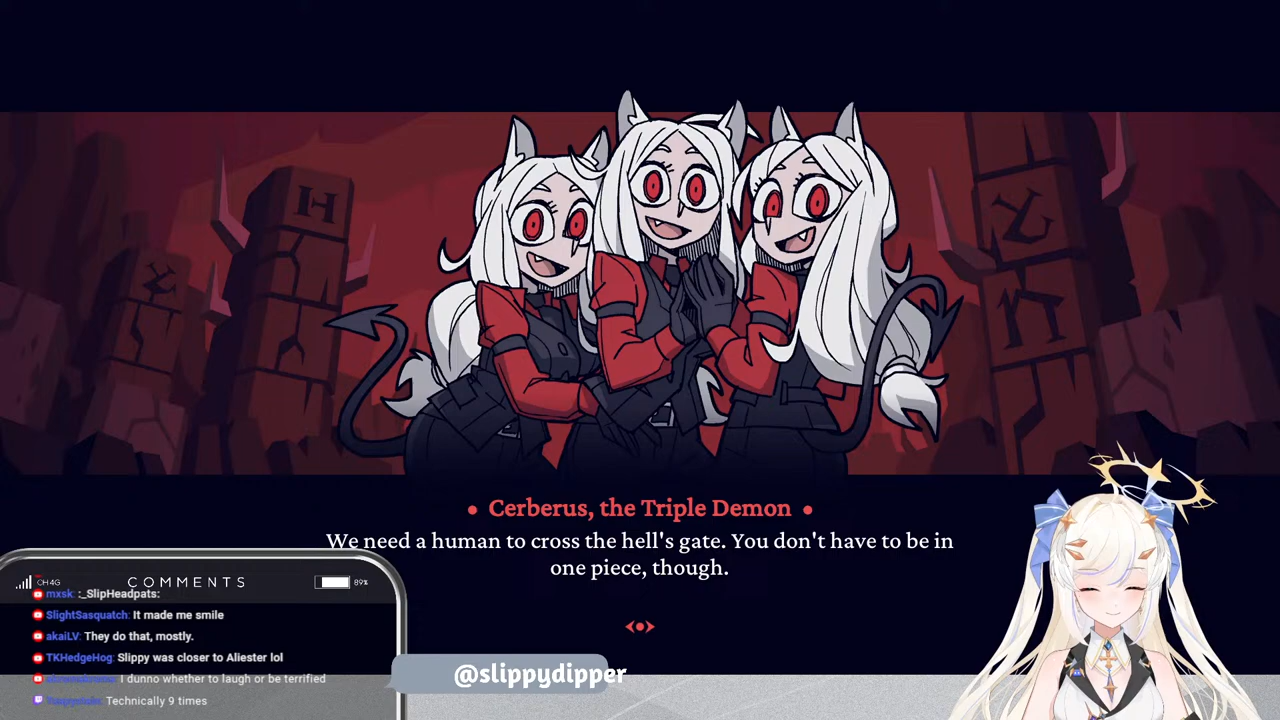 • Cerberus, the Triple Demon •
We need a human to cross the hell's gate. You don't have to be in
one piece, though.
CH4G
COMMENTS
89%
mxsk: :_SlipHeadpats:
SlightSasquatch: It made me smile
akaiLV: They do that, mostly.
TKHedgeHog: Slippy was closer to Aliester lol
I dunno whether to laugh or be terrified
Technically 9 times
@slippydipper